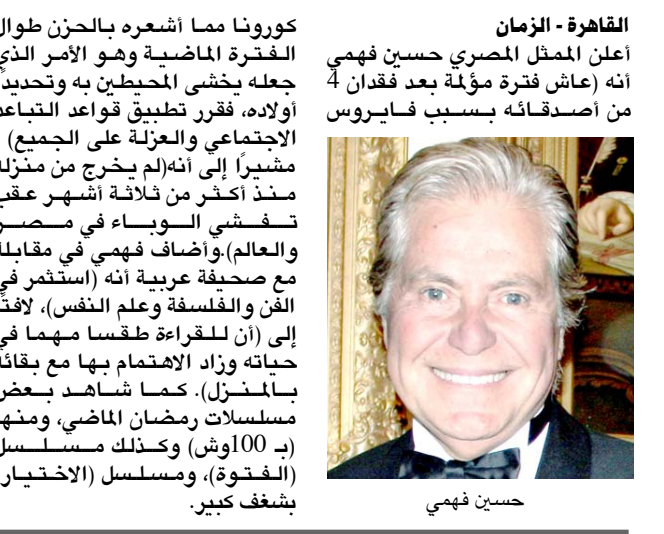 القاهرة - الزمان
أعلن الممثل المصري حسين فهمي
أنه (عاش فترة مؤلمة بعد فقدان 4
من أصدقائه بسبب فايروس
حسين فهمي
كورونا مما أشعره بالحزن طوال
الفترة الماضية وهو الأمر الذي
جعله يخشى المحيطين به وتحديداً
أولاده، فقرر تطبيق قواعد التباعد
الاجتماعي والعزلة على الجميع)
مشيرًا إلى أنه(لم يخرج من منزله
منذ أكثر من ثلاثة أشهر عقب
تفشي الوباء في مصر
والعالم).وأضاف فهمي في مقابلة
مع صحيفة عربية أنه (استثمر في
الفن والفلسفة وعلم النفس)، لافتًا
إلى (أن للقراءة طقسا مهما في
حياته وزاد الاهتمام بها مع بقائه
بالمنزل). كما شاهد بعض
مسلسلات رمضان الماضي، ومنها
(بـ 100وش) وكذلك مسلسل
(الفتوة)، ومسلسل (الاختيار)
بشغف كبير.